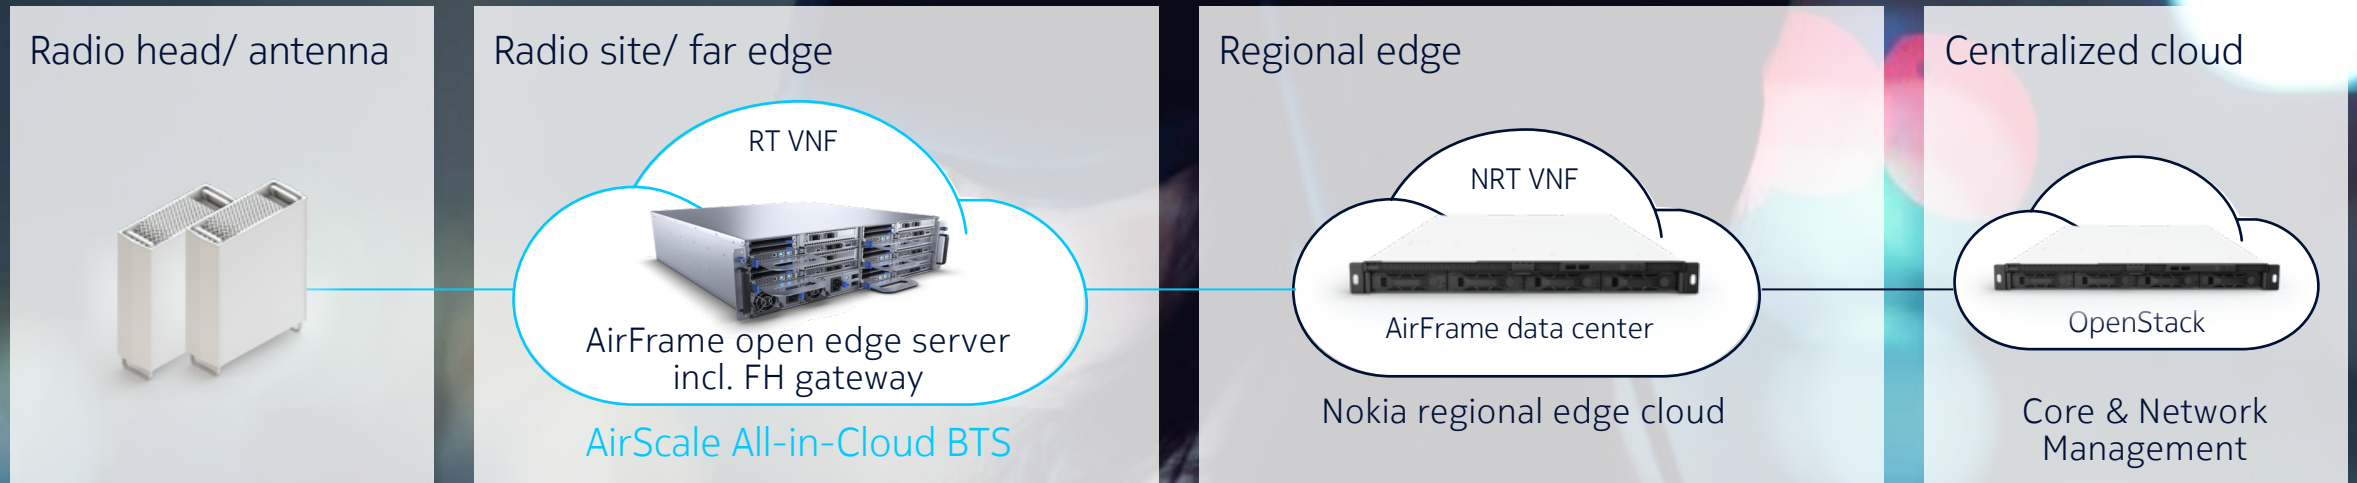 Radio head/ antenna
Radio site/ far edge
RT VNF
AirFrame open edge server
incl. FH gateway
AirScale All-in-Cloud BTS
Regional edge
NRT VNF
AirFrame data center
Nokia regional edge cloud
Centralized cloud
OpenStack
Core & Network
Management